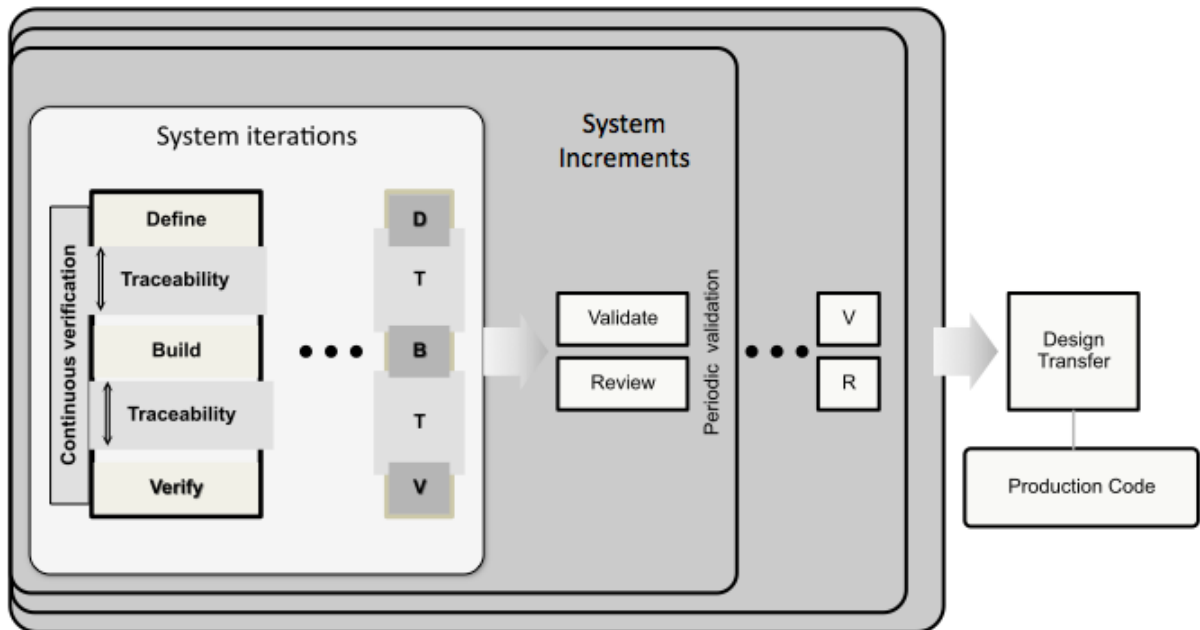 System iterations
System
Increments
Define
Traceability
Build
Traceability
Verify
Continuous verification
D
T
B
T
V
Validate
Review
Periodic validation
V
R
Design
Transfer
Production Code